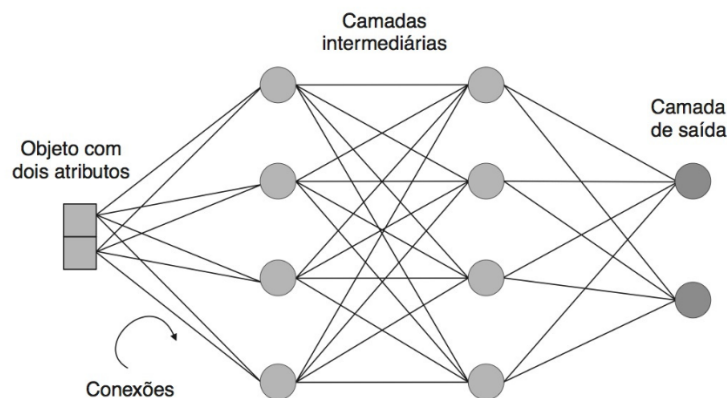 Camadas
intermediárias
Camada
de saída
Objeto com
dois atributos
Conexões